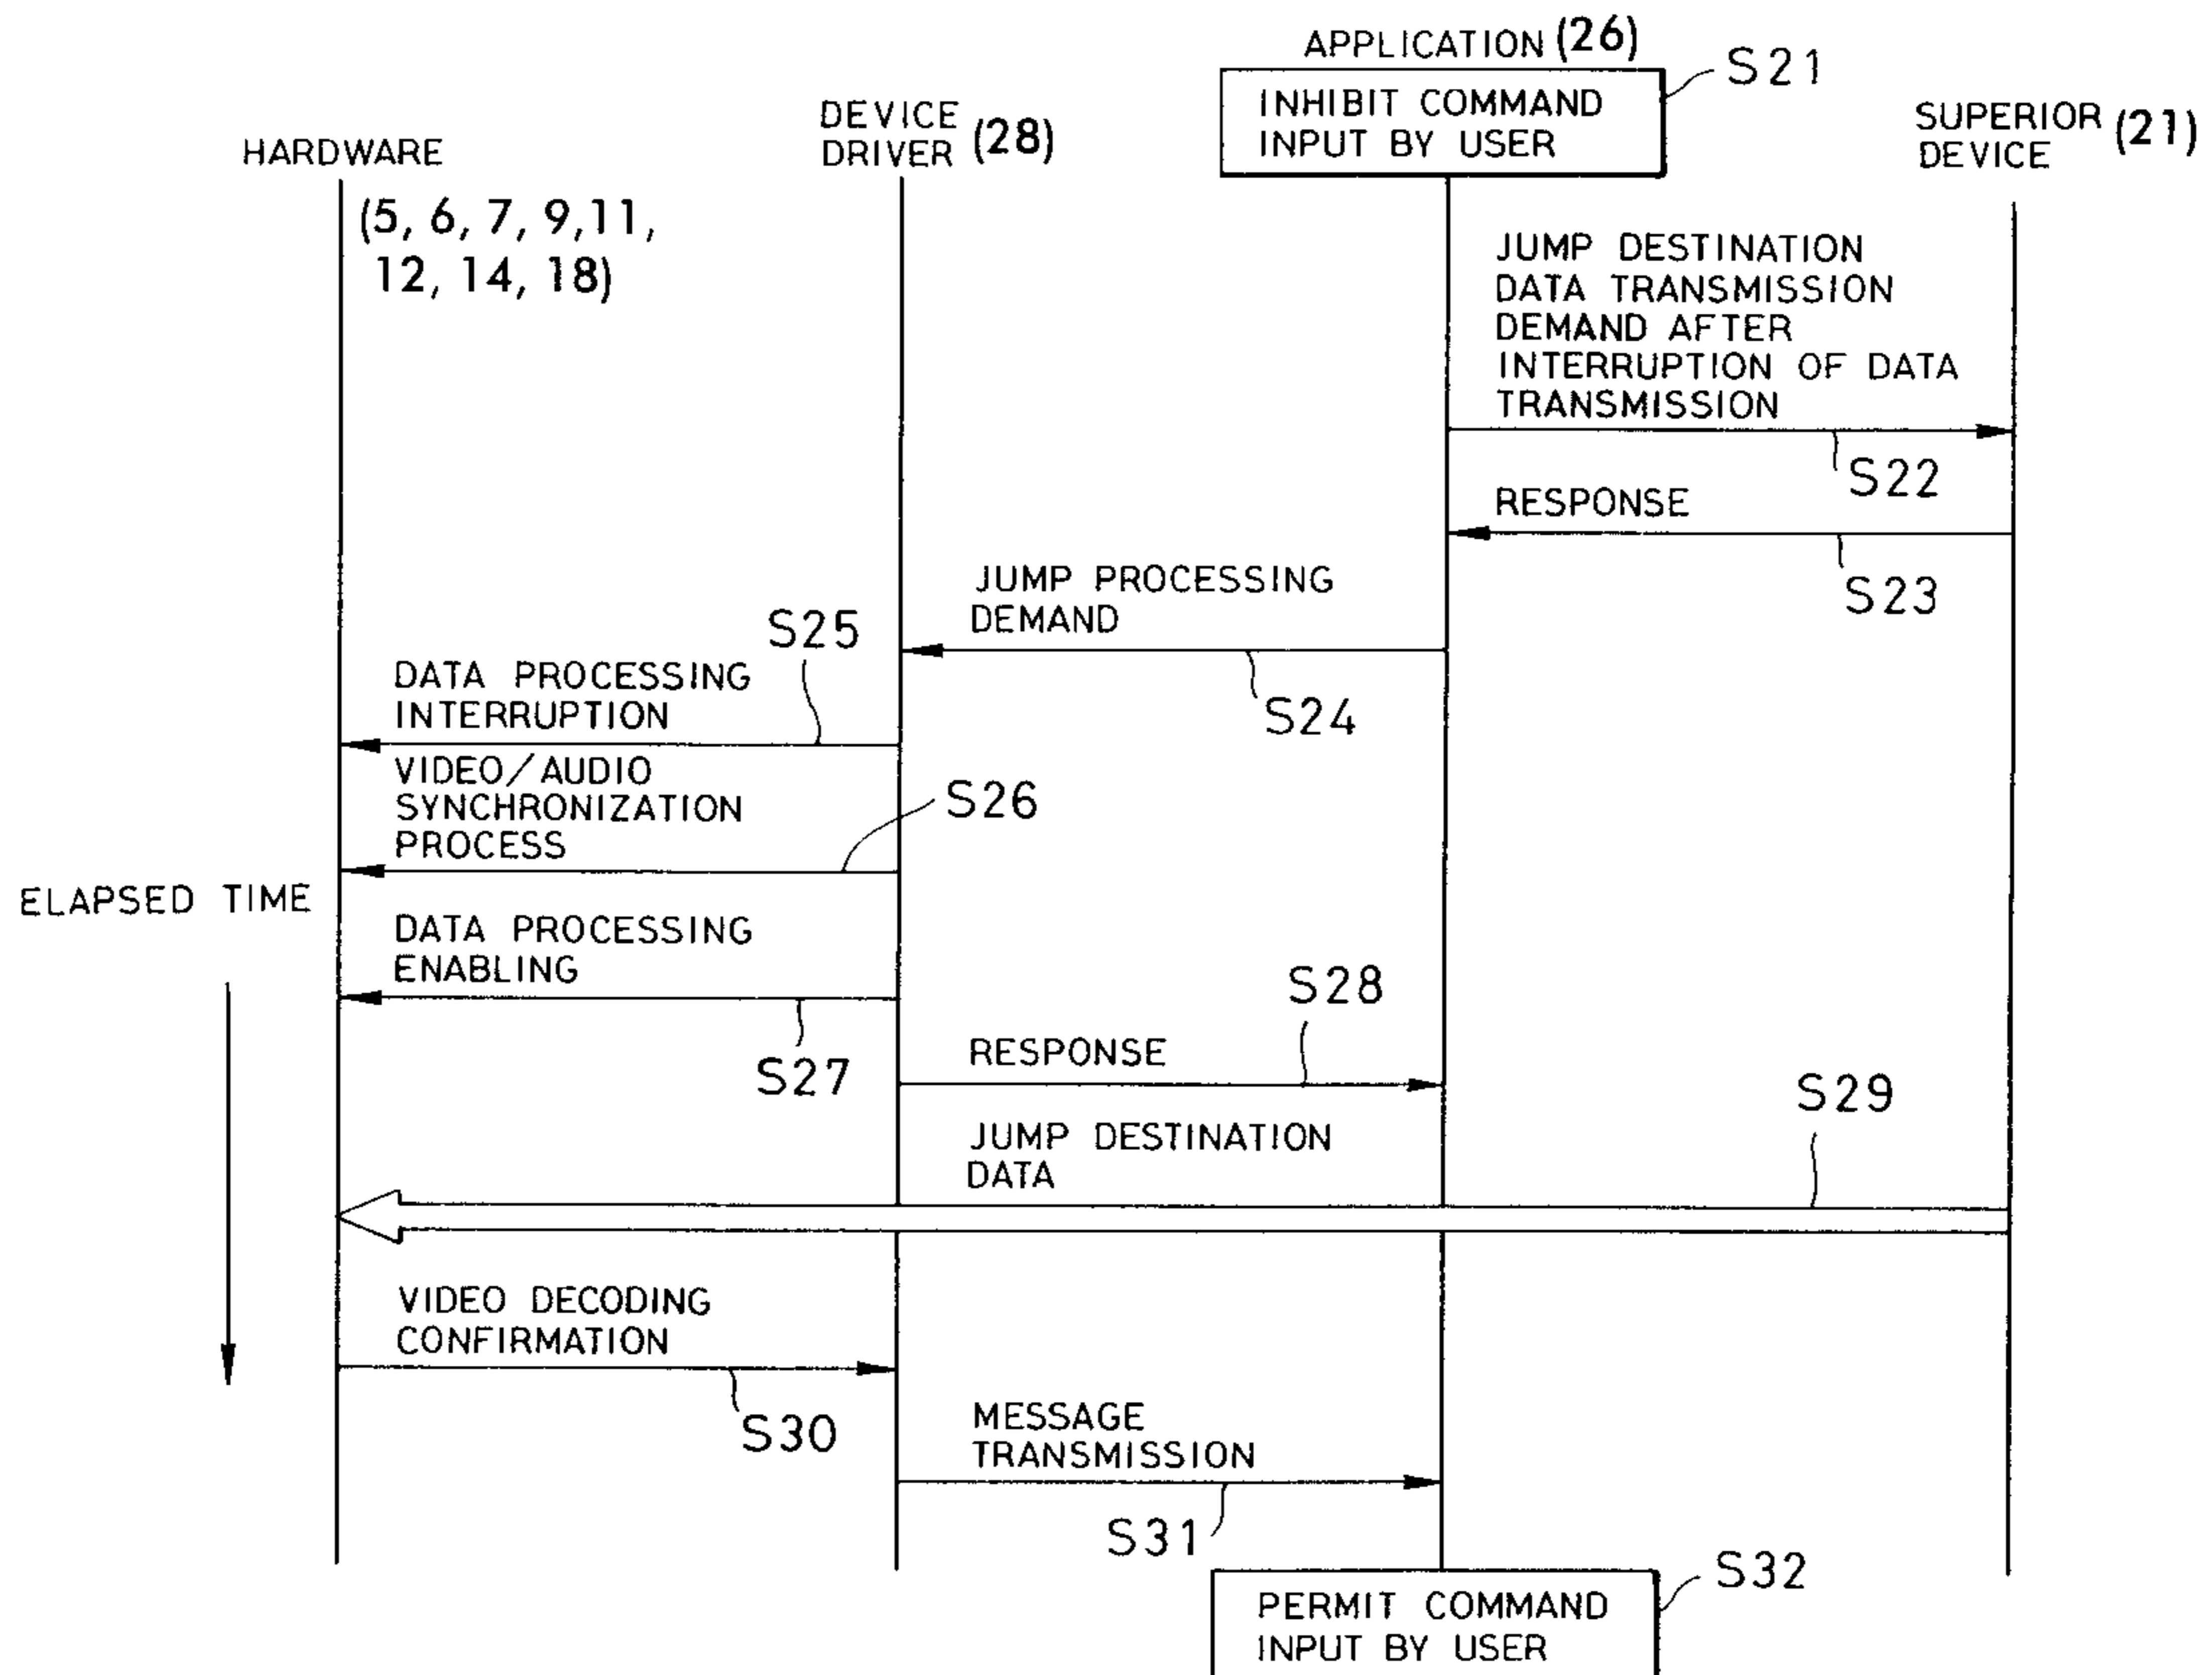 APPLICATION (26)
INHIBIT COMMAND
INPUT BY USER
S21
HARDWARE
(5, 6, 7, 9, 11,
12, 14, 18)
DEVICE
DRIVER (28)
SUPERIOR
DEVICE (21)
JUMP DESTINATION
DATA TRANSMISSION
DEMAND AFTER
INTERRUPTION OF DATA
TRANSMISSION
S22
RESPONSE
S23
JUMP PROCESSING
DEMAND
S24
S25
DATA PROCESSING
INTERRUPTION
VIDEO/AUDIO
SYNCHRONIZATION
PROCESS
S26
ELAPSED TIME
DATA PROCESSING
ENABLING
S27
S28
RESPONSE
S29
JUMP DESTINATION
DATA
VIDEO DECODING
CONFIRMATION
S30
MESSAGE
TRANSMISSION
S31
S32
PERMIT COMMAND
INPUT BY USER